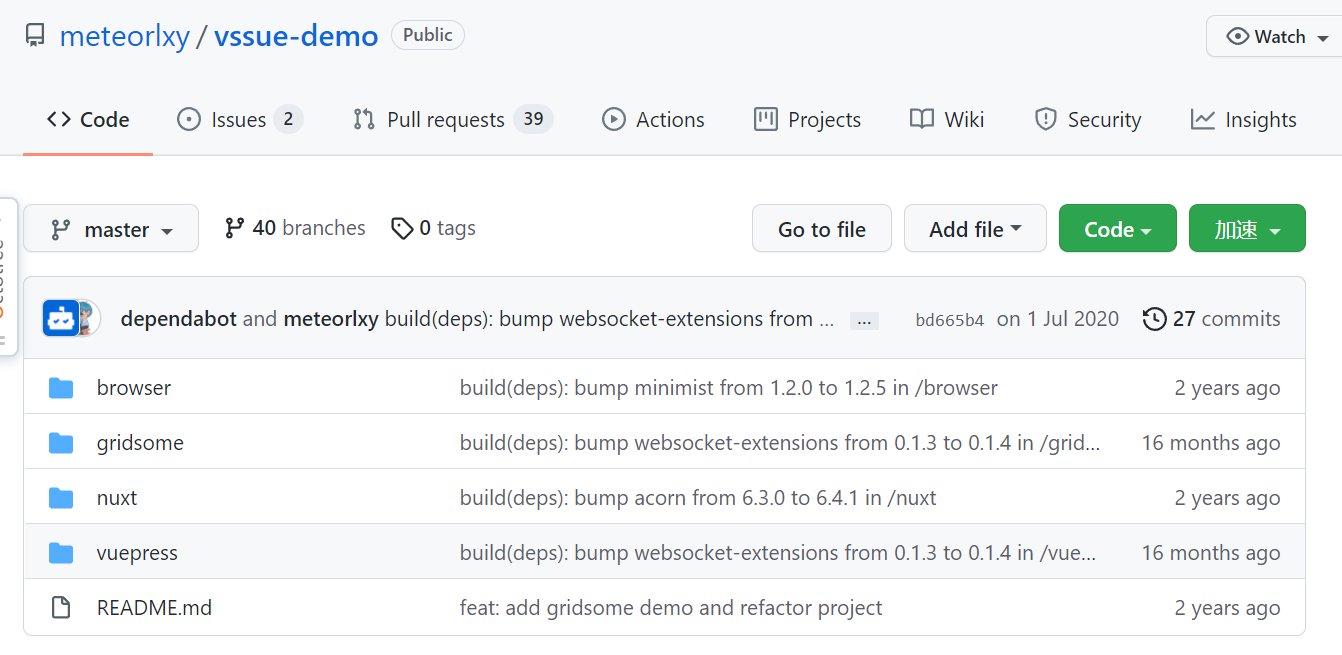 meteorlxy / vssue-demo Public Watch
Code Issues 2 Pull requests 39 Actions Projects Wiki Security Insights
master 40 branches 0 tags Go to file Add file Code 加速
dependabot and meteorlxy build(deps): bump websocket-extensions from ... ... bd665b4 on 1 Jul 2020 27 commits
browser build(deps): bump minimist from 1.2.0 to 1.2.5 in /browser 2 years ago
gridsome build(deps): bump websocket-extensions from 0.1.3 to 0.1.4 in /grid... 16 months ago
nuxt build(deps): bump acorn from 6.3.0 to 6.4.1 in /nuxt 2 years ago
vuepress build(deps): bump websocket-extensions from 0.1.3 to 0.1.4 in /vue... 16 months ago
README.md feat: add gridsome demo and refactor project 2 years ago